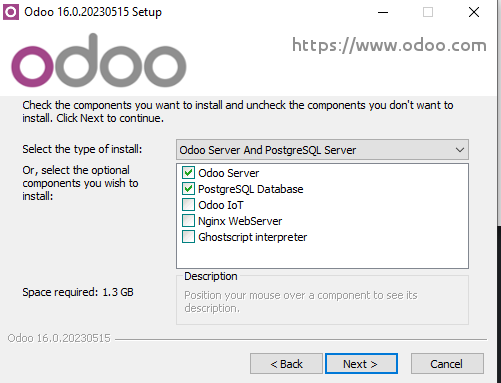 Odoo 16.0.20230515 Setup
odoo
https://www.odoo.com
Check the components you want to install and uncheck the components you don't want to
install. Click Next to continue.
Select the type of install:
Odoo Server And PostgreSQL Server
Or, select the optional
components you wish to
install:
Odoo Server
PostgreSQL Database
Odoo IoT
Nginx WebServer
Ghostscript interpreter
Space required: 1.3 GB
Description
Position your mouse over a component to see its
description.
Odoo 16.0.20230515
< Back
Next >
Cancel